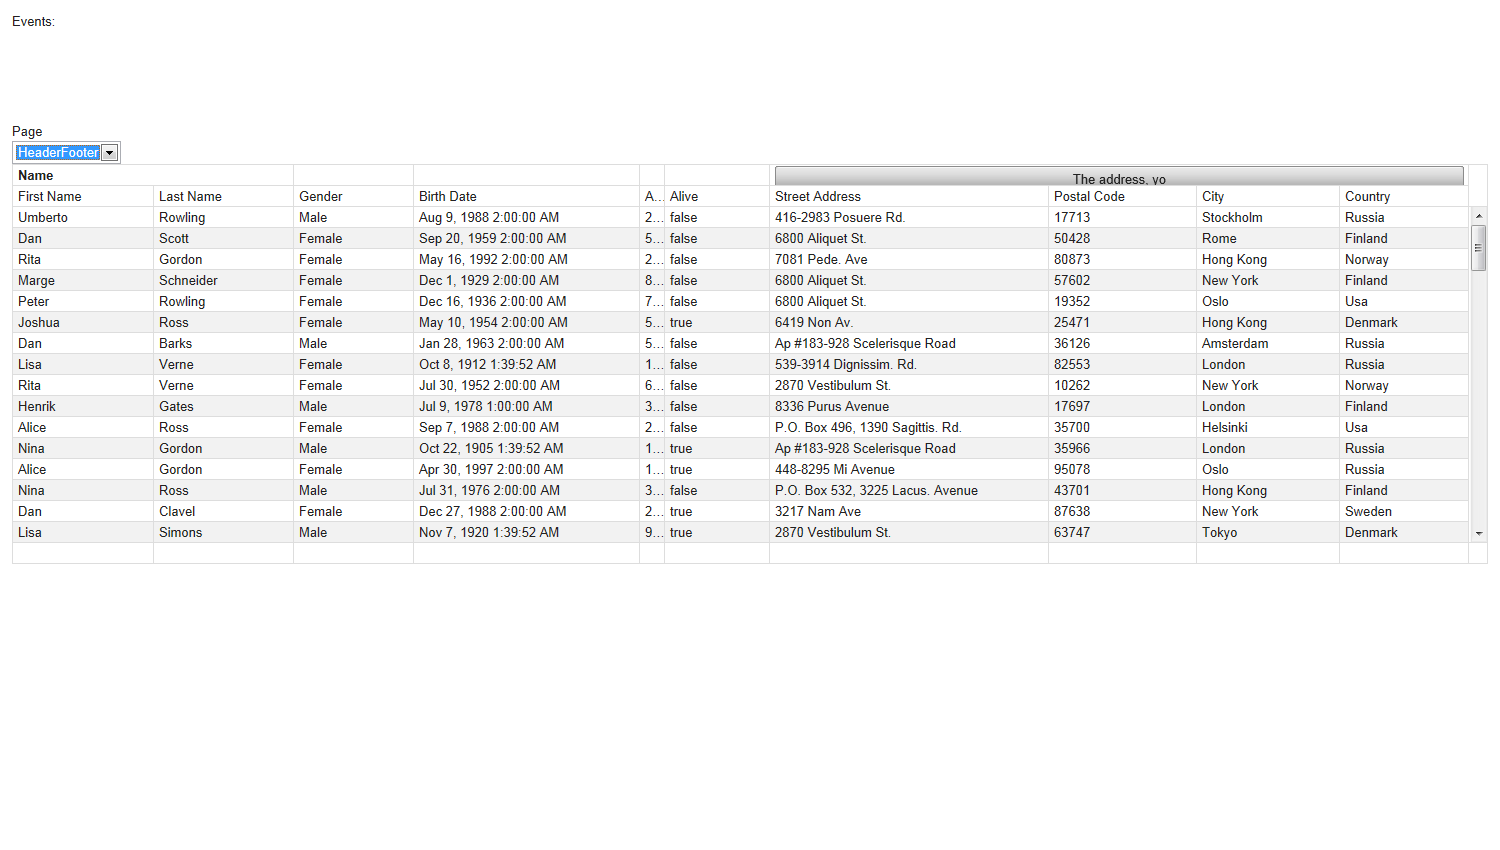 Events:
Page
HeaderFooter
Name The address, yo
First Name Last Name Gender Birth Date A... Alive Street Address Postal Code City Country
Umberto Rowling Male Aug 9, 1988 2:00:00 AM 2... false 416-2983 Posuere Rd. 17713 Stockholm Russia
Dan Scott Female Sep 20, 1959 2:00:00 AM 5... false 6800 Aliquet St. 50428 Rome Finland
Rita Gordon Female May 16, 1992 2:00:00 AM 2... false 7081 Pede. Ave 80873 Hong Kong Norway
Marge Schneider Female Dec 1, 1929 2:00:00 AM 8... false 6800 Aliquet St. 57602 New York Finland
Peter Rowling Female Dec 16, 1936 2:00:00 AM 7... false 6800 Aliquet St. 19352 Oslo Usa
Joshua Ross Female May 10, 1954 2:00:00 AM 5... true 6419 Non Av. 25471 Hong Kong Denmark
Dan Barks Male Jan 28, 1963 2:00:00 AM 5... false Ap #183-928 Scelerisque Road 36126 Amsterdam Russia
Lisa Verne Female Oct 8, 1912 1:39:52 AM 1... false 539-3914 Dignissim. Rd. 82553 London Russia
Rita Verne Female Jul 30, 1952 2:00:00 AM 6... false 2870 Vestibulum St. 10262 New York Norway
Henrik Gates Male Jul 9, 1978 1:00:00 AM 3... false 8336 Purus Avenue 17697 London Finland
Alice Ross Female Sep 7, 1988 2:00:00 AM 2... false P.O. Box 496, 1390 Sagittis. Rd. 35700 Helsinki Usa
Nina Gordon Male Oct 22, 1905 1:39:52 AM 1... true Ap #183-928 Scelerisque Road 35966 London Russia
Alice Gordon Female Apr 30, 1997 2:00:00 AM 1... true 448-8295 Mi Avenue 95078 Oslo Russia
Nina Ross Male Jul 31, 1976 2:00:00 AM 3... false P.O. Box 532, 3225 Lacus. Avenue 43701 Hong Kong Finland
Dan Clavel Female Dec 27, 1988 2:00:00 AM 2... true 3217 Nam Ave 87638 New York Sweden
Lisa Simons Male Nov 7, 1920 1:39:52 AM 9... true 2870 Vestibulum St. 63747 Tokyo Denmark